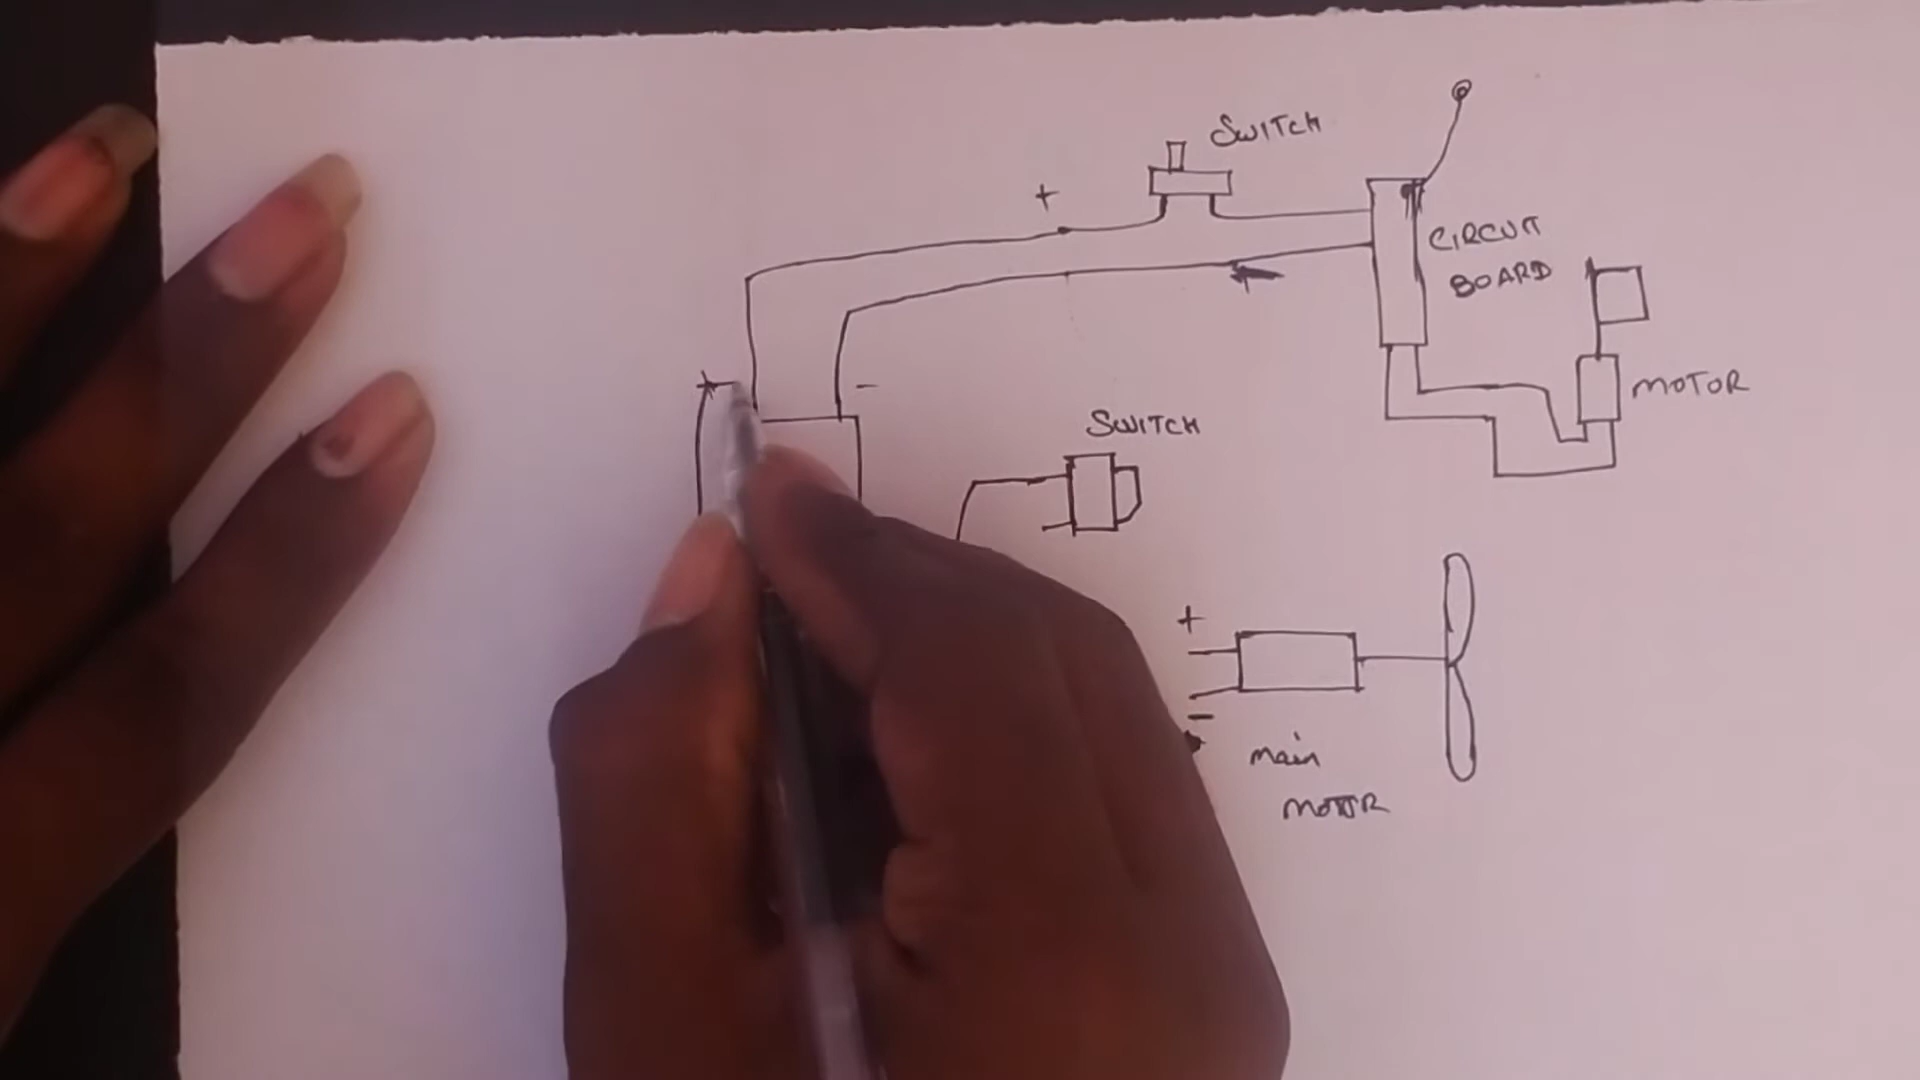 SWITCH
+
CIRCUIT
BOARD
+
-
MOTOR
SWITCH
+
-
main
MOTOR